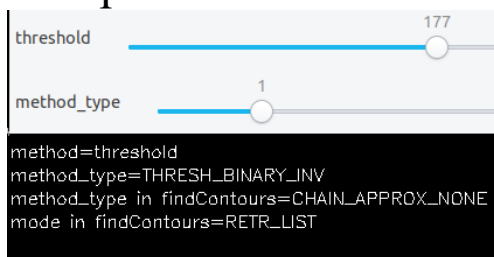 177
threshold
1
method_type
method=threshold
method_type=THRESH_BINARY_INV
method_type in findContours=CHAIN_APPROX_NONE
mode in findContours=RETR_LIST